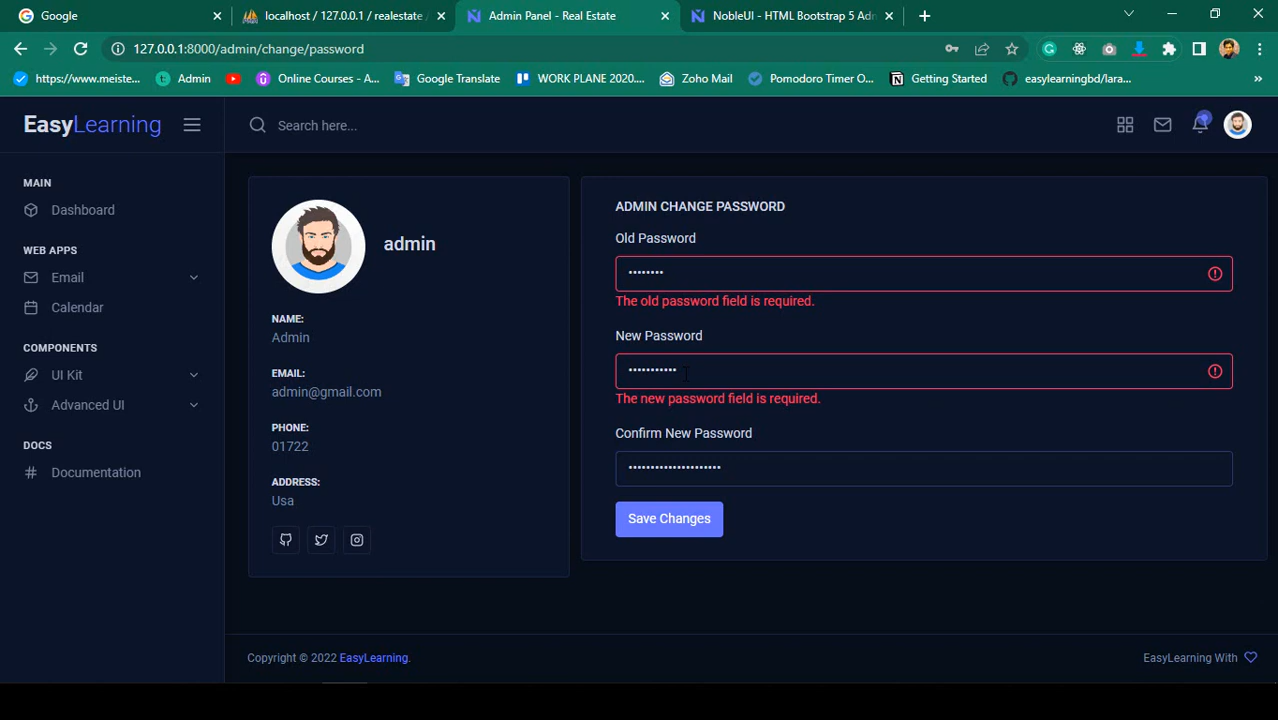 Google
localhost / 127.0.0.1 / realestate
Admin Panel - Real Estate
NobleUI - HTML Bootstrap 5 Adr
127.0.0.1:8000/admin/change/password
https://www.meiste...
Admin
Online Courses - A...
Google Translate
WORK PLANE 2020....
Zoho Mail
Pomodoro Timer O...
Getting Started
easylearningbd/lara...
EasyLearning
Search here...
MAIN
Dashboard
WEB APPS
Email
Calendar
COMPONENTS
UI Kit
Advanced UI
DOCS
Documentation
admin
NAME:
Admin
EMAIL:
admin@gmail.com
PHONE:
01722
ADDRESS:
Usa
ADMIN CHANGE PASSWORD
Old Password
••••••••
The old password field is required.
New Password
•••••••••••
The new password field is required.
Confirm New Password
•••••••••••••••••••••
Save Changes
Copyright © 2022 EasyLearning.
EasyLearning With